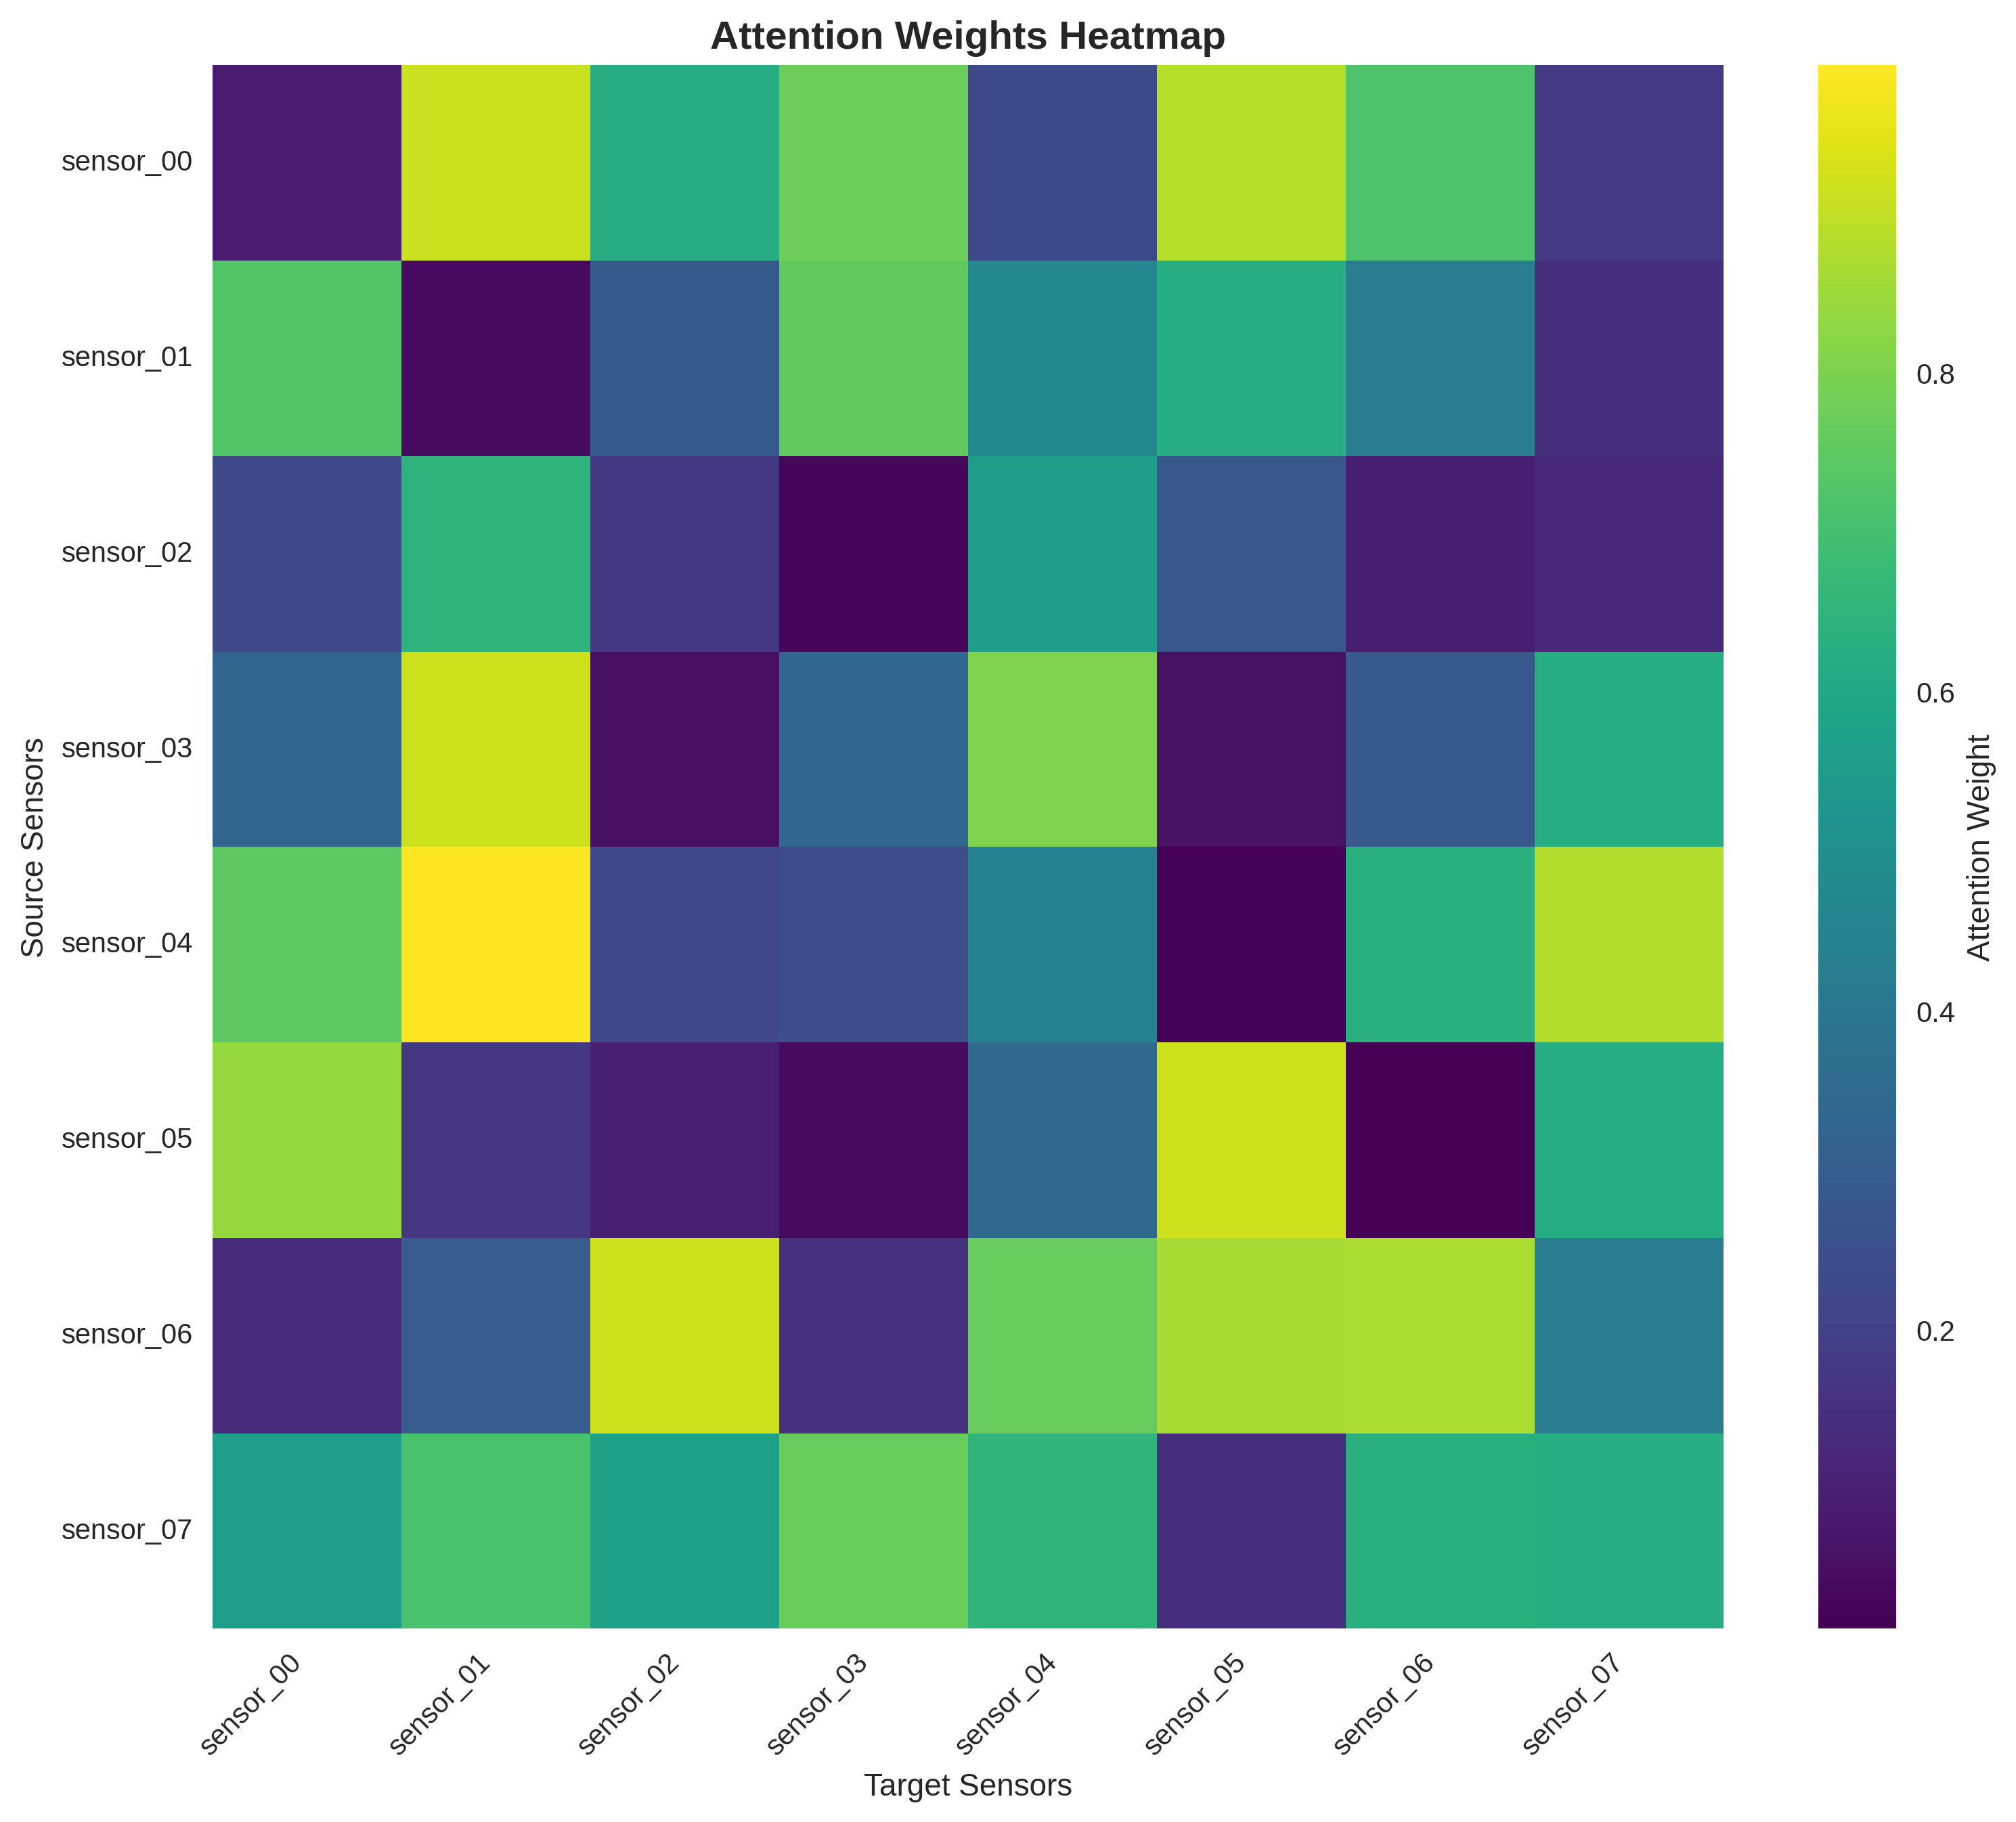 Attention Weights Heatmap
sensor_00
sensor_01
sensor_02
sensor_03
sensor_04
sensor_05
sensor_06
sensor_07
Source Sensors
sensor_00
sensor_01
sensor_02
sensor_03
sensor_04
sensor_05
sensor_06
sensor_07
Target Sensors
0.8
0.6
0.4
0.2
Attention Weight